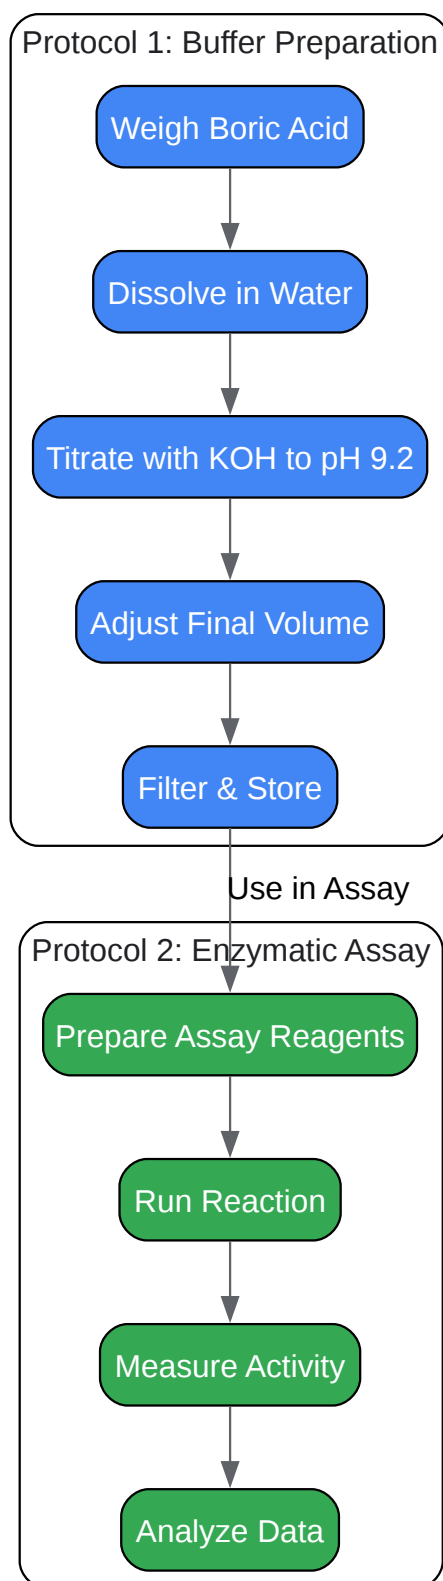 Protocol 1: Buffer Preparation
Weigh Boric Acid
Dissolve in Water
Titrate with KOH to pH 9.2
Adjust Final Volume
Filter & Store
Use in Assay
Protocol 2: Enzymatic Assay
Prepare Assay Reagents
Run Reaction
Measure Activity
Analyze Data